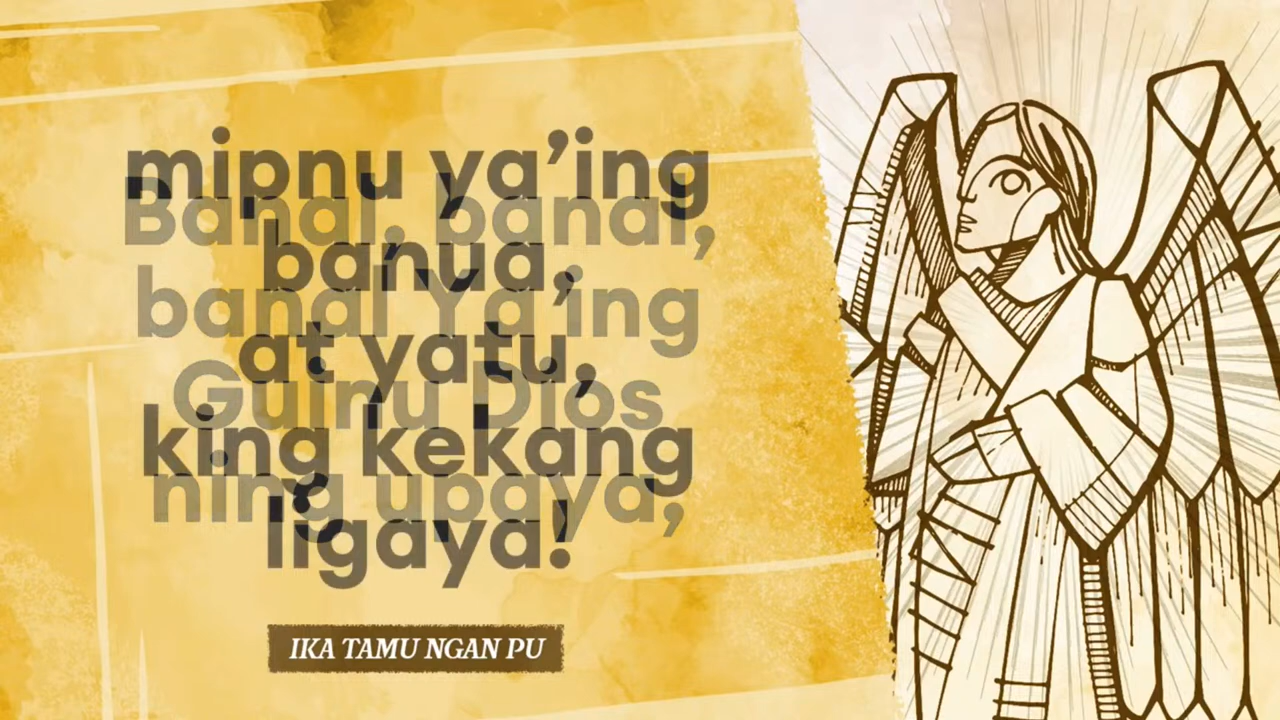 Banal, banal,
banal Ya'ing
Guinu Dios
ning upaya,
mipnu ya’ing
banua,
at yatu,
king kekang
ligaya!
IKA TAMU NGAN PU